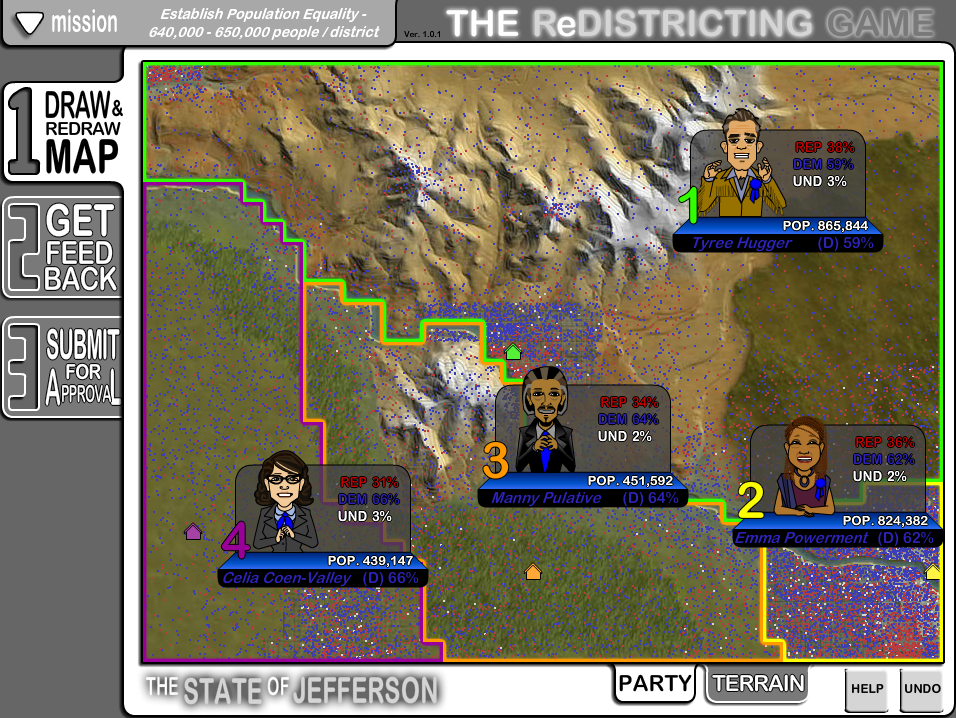 mission
Establish Population Equality -
640,000 - 650,000 people / district
Ver. 1.0.1
THE ReDISTRICTING GAME
1
DRAW &
REDRAW
MAP
2
GET
FEED
BACK
3
SUBMIT
FOR
APPROVAL
REP 38%
DEM 59%
UND 3%
1
POP. 865,844
Tyree Hugger (D) 59%
REP 34%
DEM 64%
UND 2%
3
POP. 451,592
Manny Pulative (D) 64%
REP 36%
DEM 62%
UND 2%
2
POP. 824,382
Emma Powerment (D) 62%
REP 31%
DEM 66%
UND 3%
4
POP. 439,147
Celia Coen-Valley (D) 66%
THE STATE OF JEFFERSON
PARTY
TERRAIN
HELP
UNDO